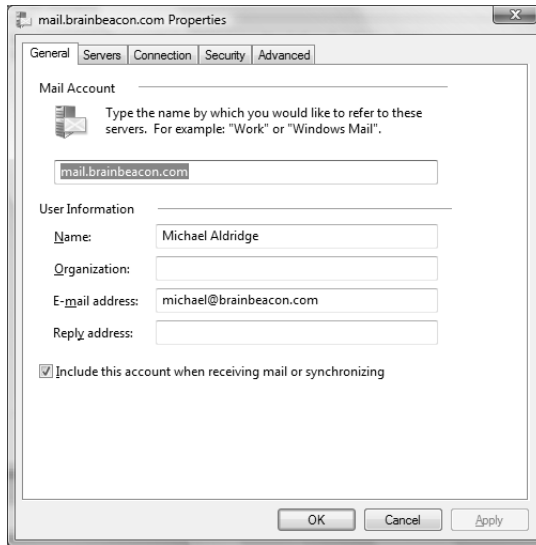 mail.brainbeacon.com Properties
General Servers Connection Security Advanced
Mail Account
Type the name by which you would like to refer to these
servers. For example: "Work" or "Windows Mail".
mail.brainbeacon.com
User Information
Name: Michael Aldridge
Organization:
E-mail address: michael@brainbeacon.com
Reply address:
Include this account when receiving mail or synchronizing
OK Cancel Apply